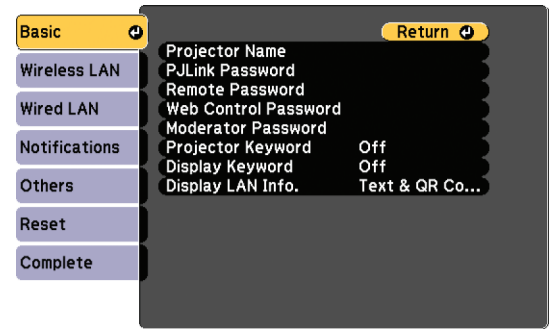 Basic
Wireless LAN
Wired LAN
Notifications
Others
Reset
Complete
Return
Projector Name
PJLink Password
Remote Password
Web Control Password
Moderator Password
Projector Keyword Off
Display Keyword Off
Display LAN Info. Text & QR Co...